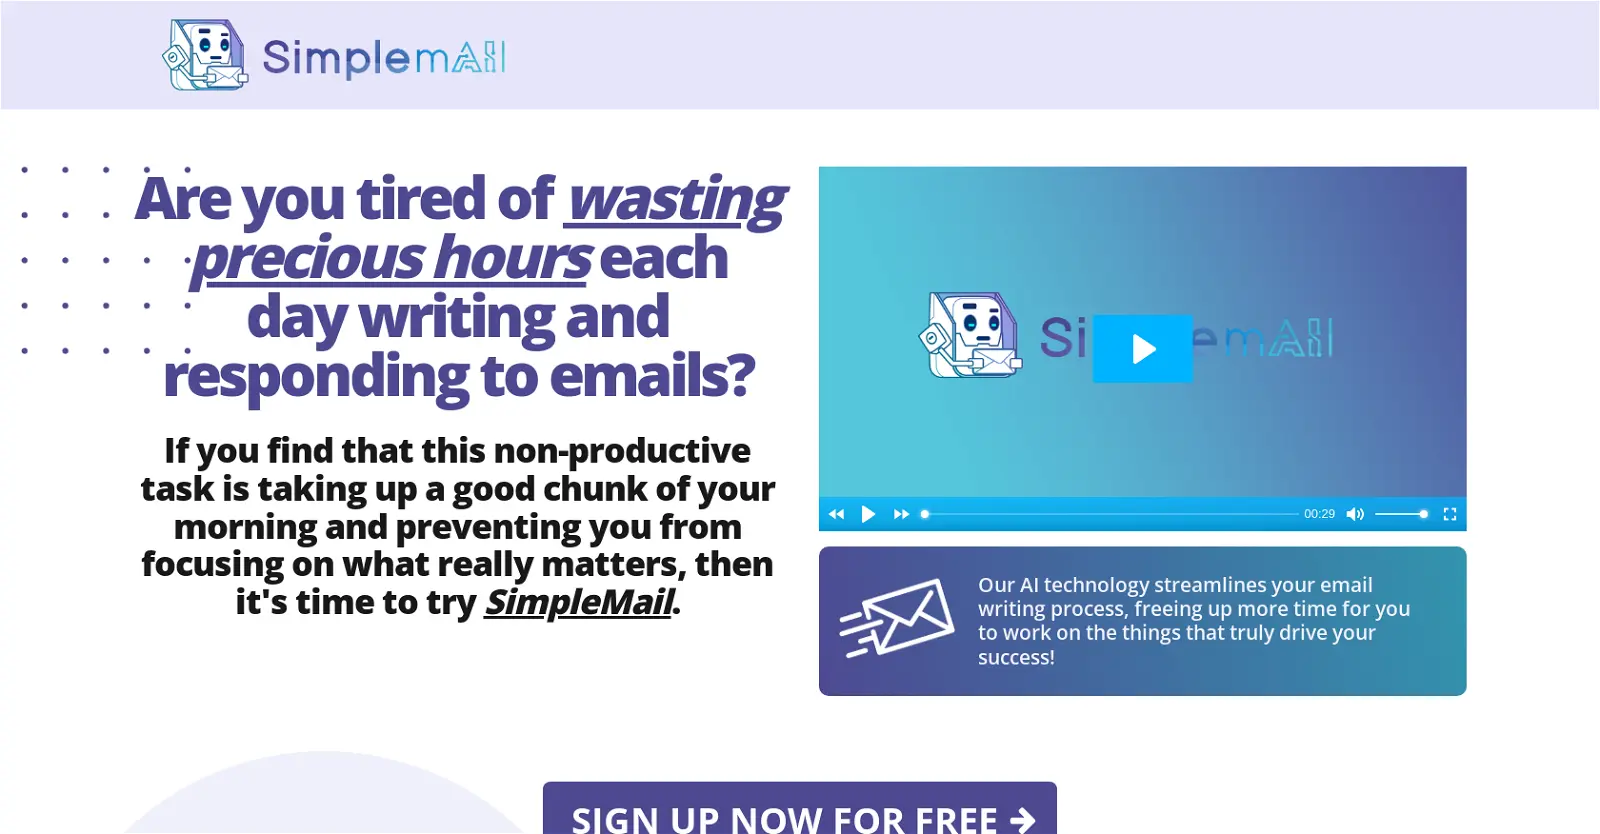 SimplemAIl
Are you tired of wasting
precious hours each
day writing and
responding to emails?
If you find that this non-productive
task is taking up a good chunk of your
morning and preventing you from
focusing on what really matters, then
it's time to try SimpleMail.
Si emAIl
00:29
Our AI technology streamlines your email
writing process, freeing up more time for you
to work on the things that truly drive your
success!
SIGN UP NOW FOR FREE